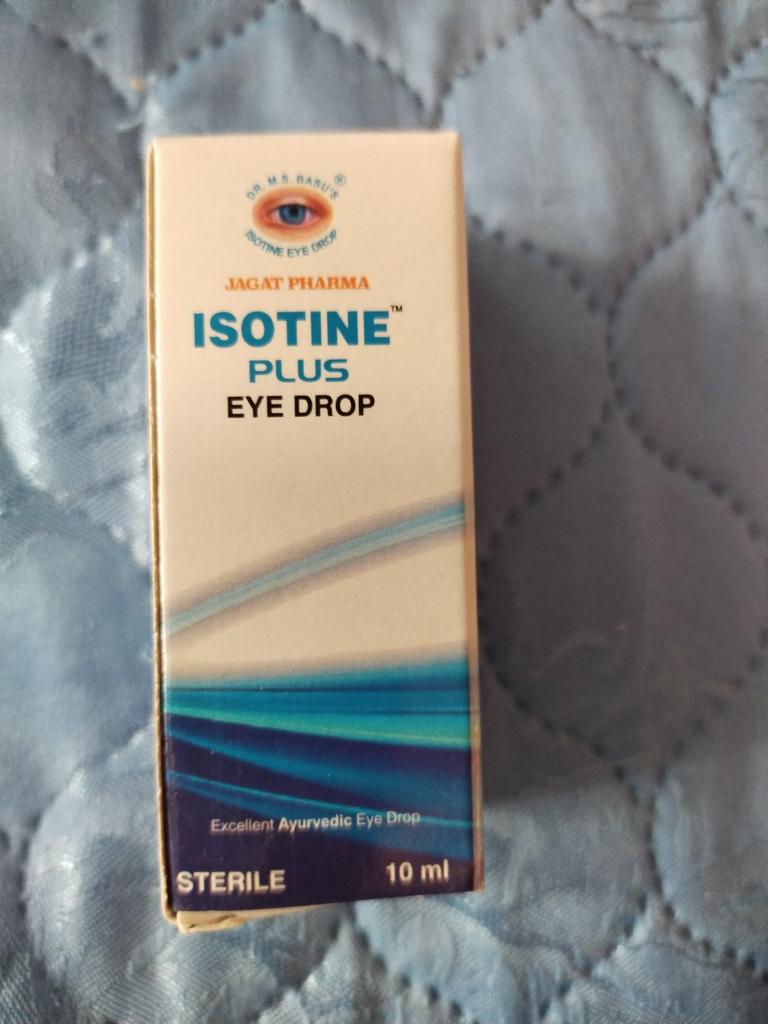 DR. M.S. BASU'S ®
ISOTINE EYE DROP
JAGAT PHARMA
ISOTINE™
PLUS
EYE DROP
Excellent Ayurvedic Eye Drop
STERILE 10 ml